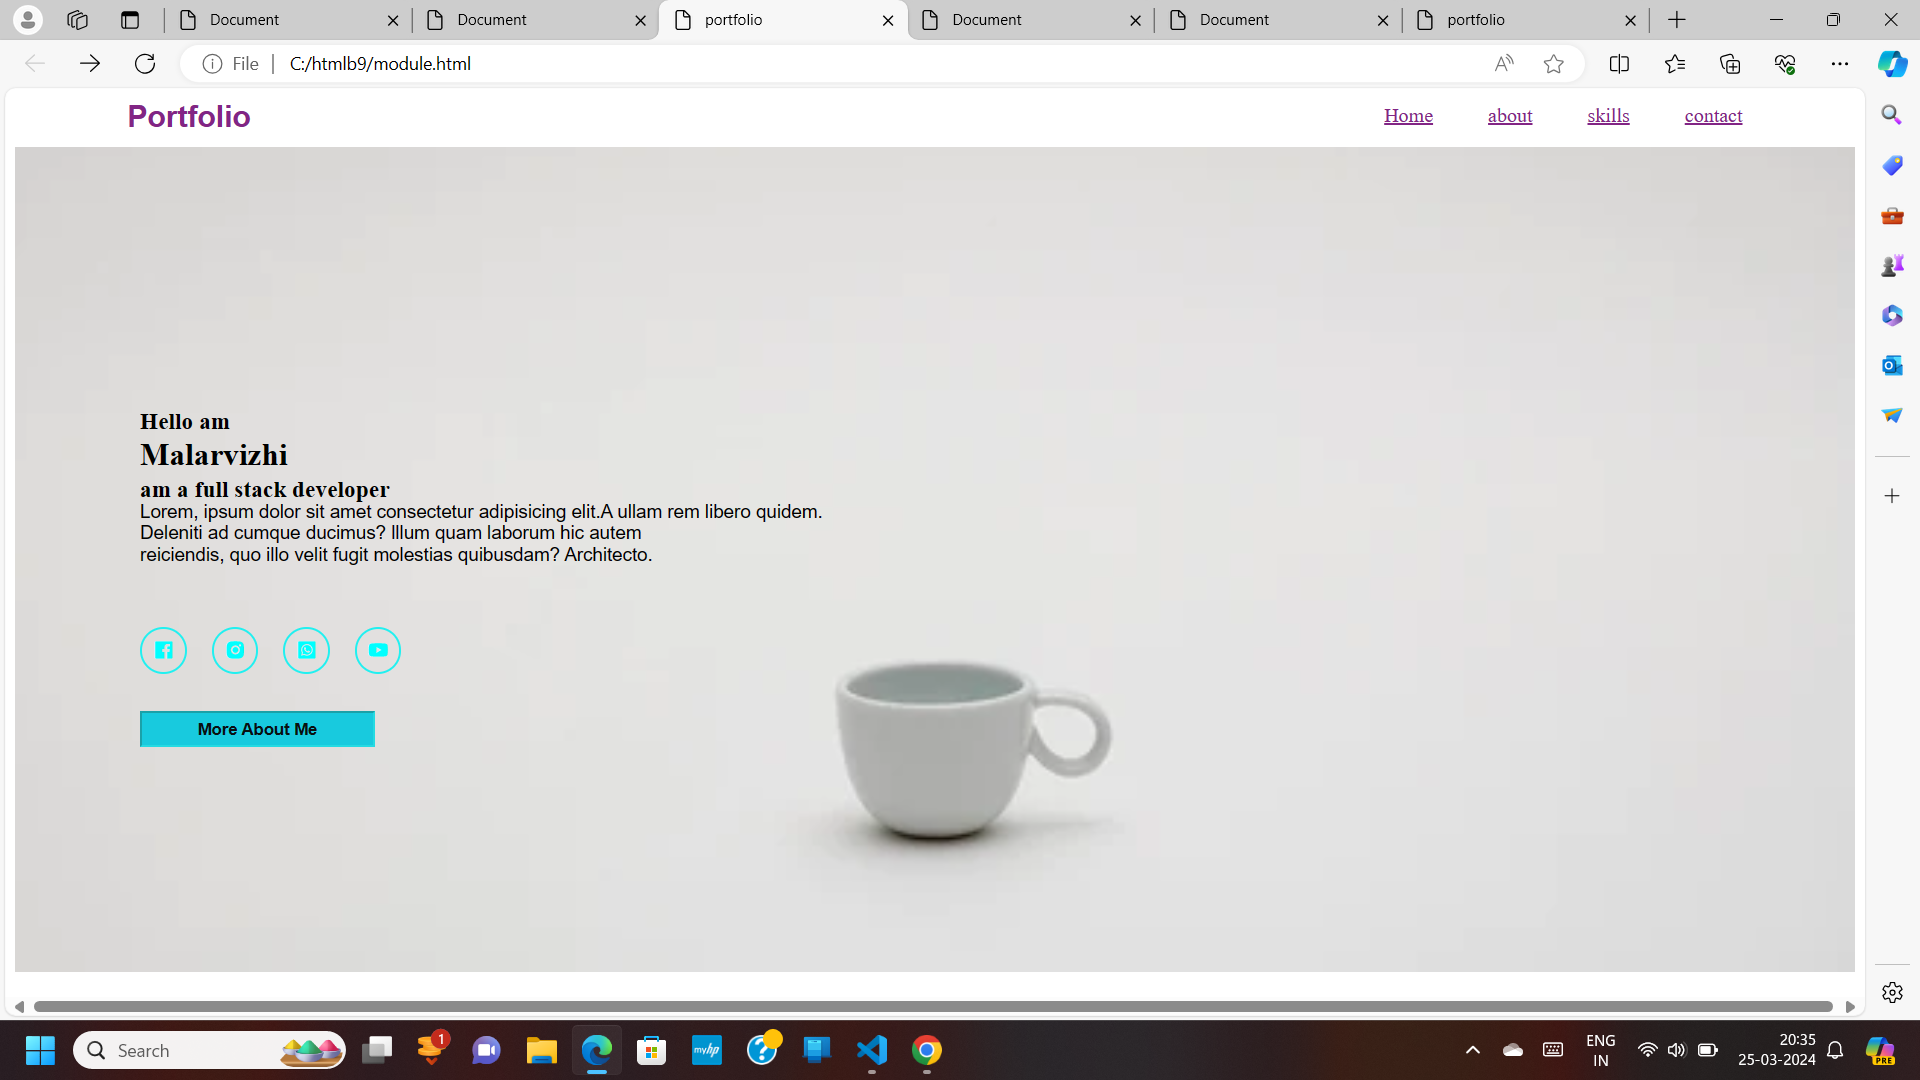 Document
Document
portfolio
Document
Document
portfolio
File
C:/htmlb9/module.html
Portfolio
Home
about
skills
contact
Hello am
Malarvizhi
am a full stack developer
Lorem, ipsum dolor sit amet consectetur adipisicing elit.A ullam rem libero quidem.
Deleniti ad cumque ducimus? Illum quam laborum hic autem
reiciendis, quo illo velit fugit molestias quibusdam? Architecto.
More About Me
Search
1
myhp
ENG
IN
20:35
25-03-2024
PRE